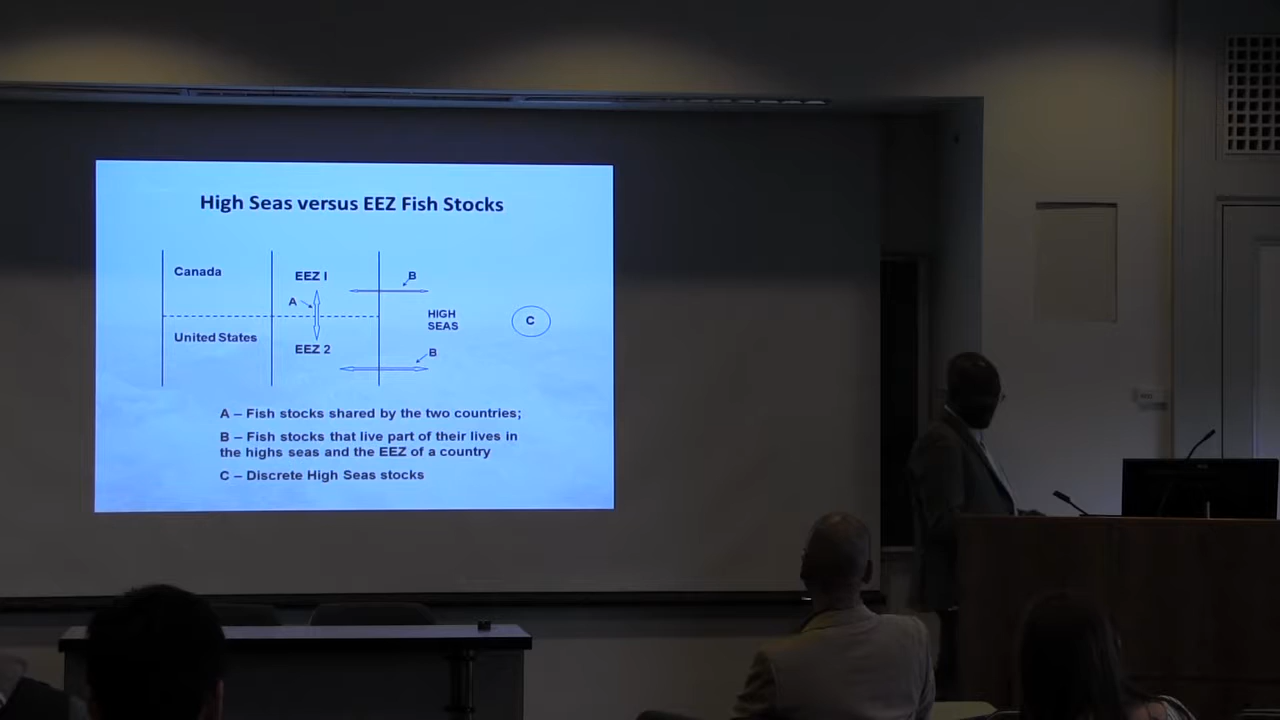 High Seas versus EEZ Fish Stocks
Canada
EEZ I
B
A
HIGH
SEAS
C
United States
EEZ 2
B
A – Fish stocks shared by the two countries;
B – Fish stocks that live part of their lives in
the highs seas and the EEZ of a country
C – Discrete High Seas stocks